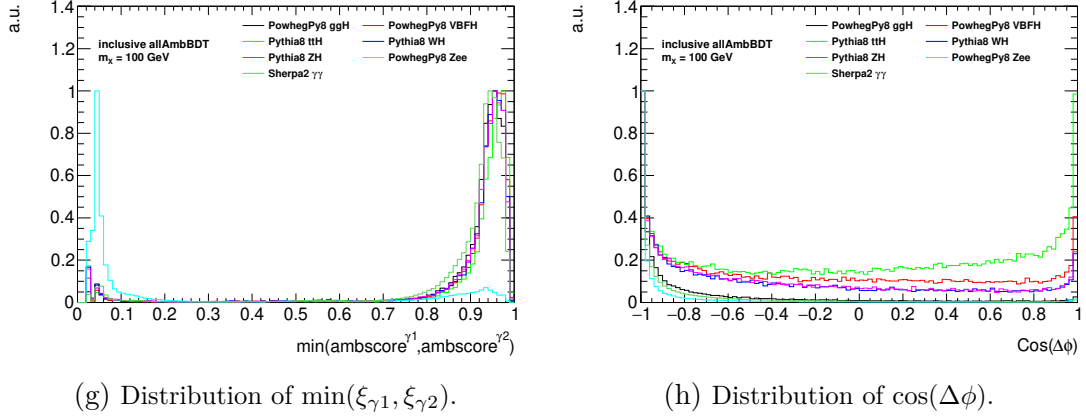 a.u.
1.4
1.2
1
0.8
0.6
0.4
0.2
0
inclusive allAmbBDT
mₓ = 100 GeV
PowhegPy8 ggH
PowhegPy8 VBFH
Pythia8 ttH
Pythia8 WH
Pythia8 ZH
PowhegPy8 Zee
Sherpa2 γγ
0 0.1 0.2 0.3 0.4 0.5 0.6 0.7 0.8 0.9 1
min(ambscore^γ1,ambscore^γ2)
(g) Distribution of min(ξγ1, ξγ2).
a.u.
1.4
1.2
1
0.8
0.6
0.4
0.2
0
inclusive allAmbBDT
mₓ = 100 GeV
PowhegPy8 ggH
PowhegPy8 VBFH
Pythia8 ttH
Pythia8 WH
Pythia8 ZH
PowhegPy8 Zee
Sherpa2 γγ
−1 −0.8 −0.6 −0.4 −0.2 0 0.2 0.4 0.6 0.8 1
Cos(Δϕ)
(h) Distribution of cos(Δϕ).